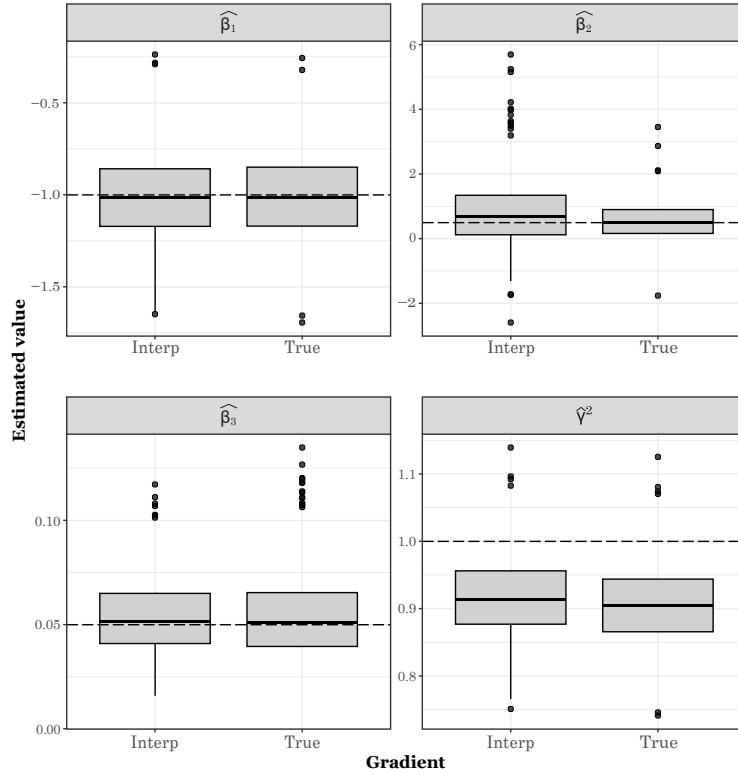 β̂₁
β̂₂
−0.5
−1.0
−1.5
6
4
2
0
−2
Interp
True
Interp
True
Estimated value
β̂₃
γ̂²
0.10
0.05
0.00
1.1
1.0
0.9
0.8
Interp
True
Interp
True
Gradient